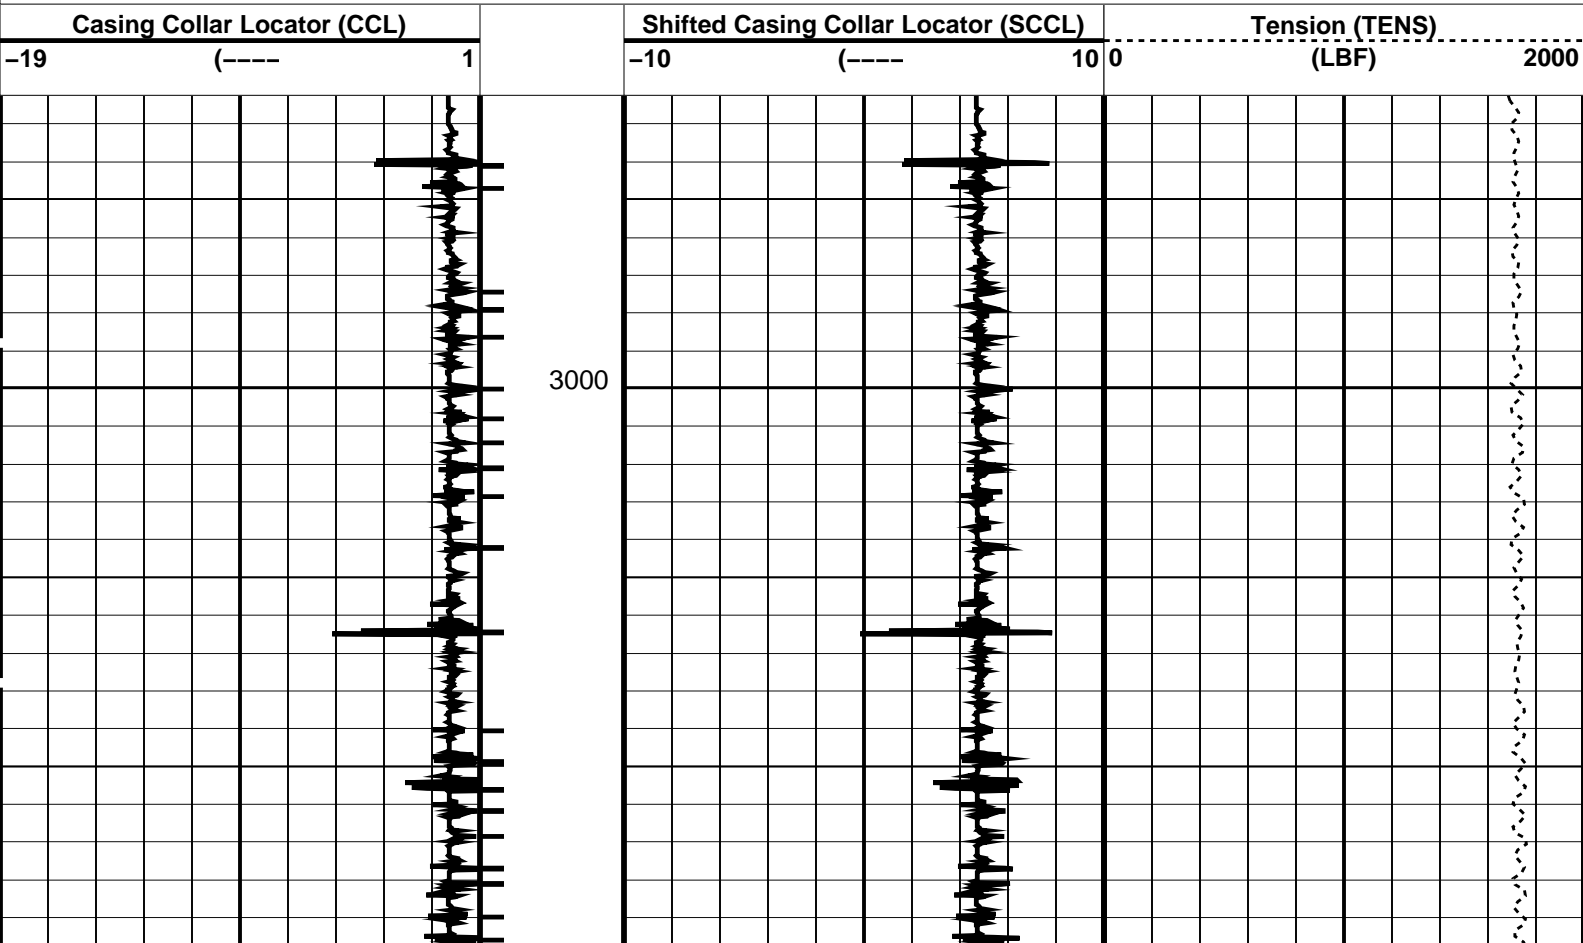 Casing Collar Locator (CCL)
−19 (−−−− 1
Shifted Casing Collar Locator (SCCL)
−10 (−−−− 10
Tension (TENS)
0 (LBF) 2000
3000